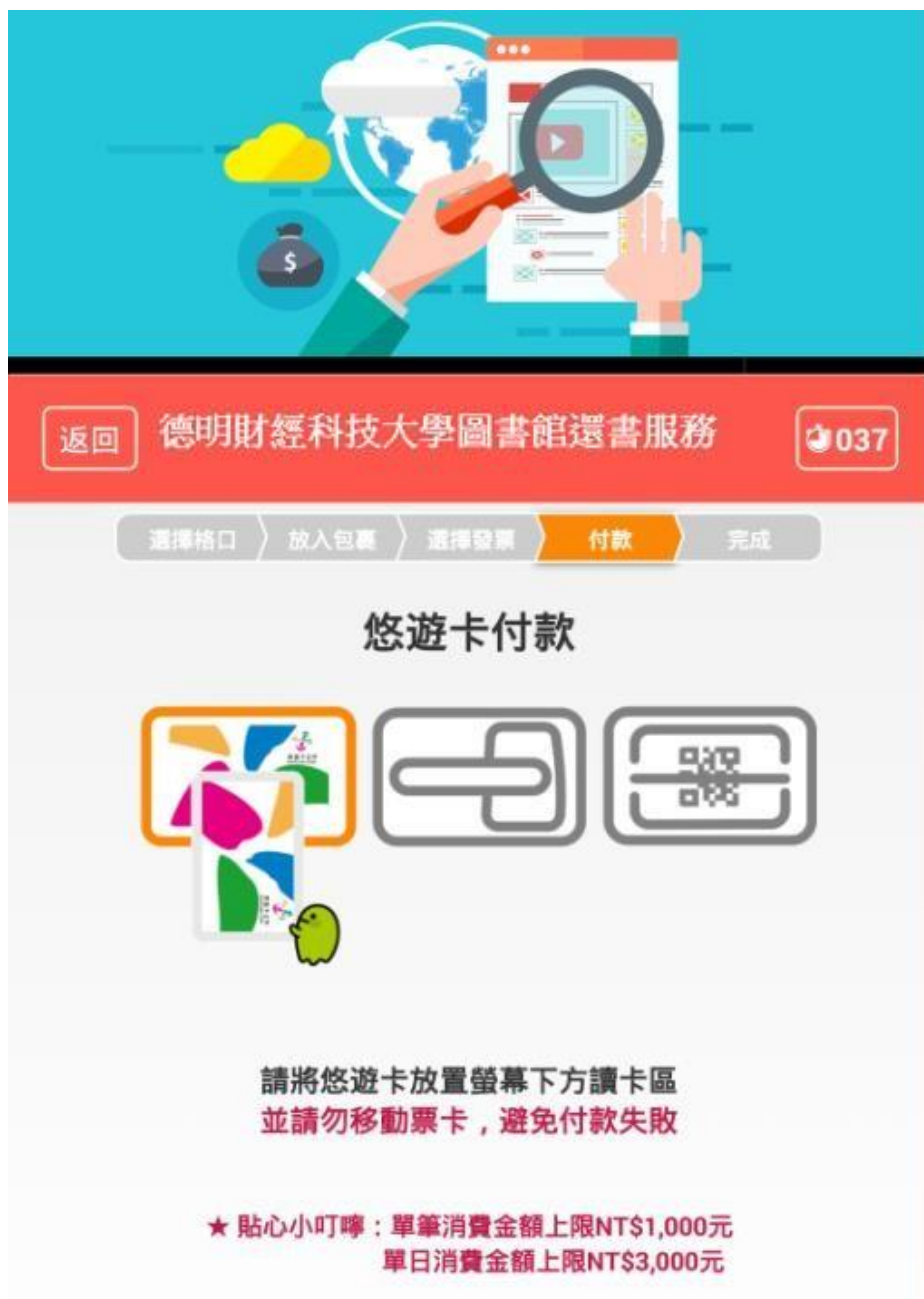 $
返回
德明財經科技大學圖書館還書服務
037
選擇格口
放入包裹
選擇發票
付款
完成
悠遊卡付款
請將悠遊卡放置螢幕下方讀卡區
並請勿移動票卡，避免付款失敗
★ 貼心小叮嚀：單筆消費金額上限NT$1,000元
單日消費金額上限NT$3,000元